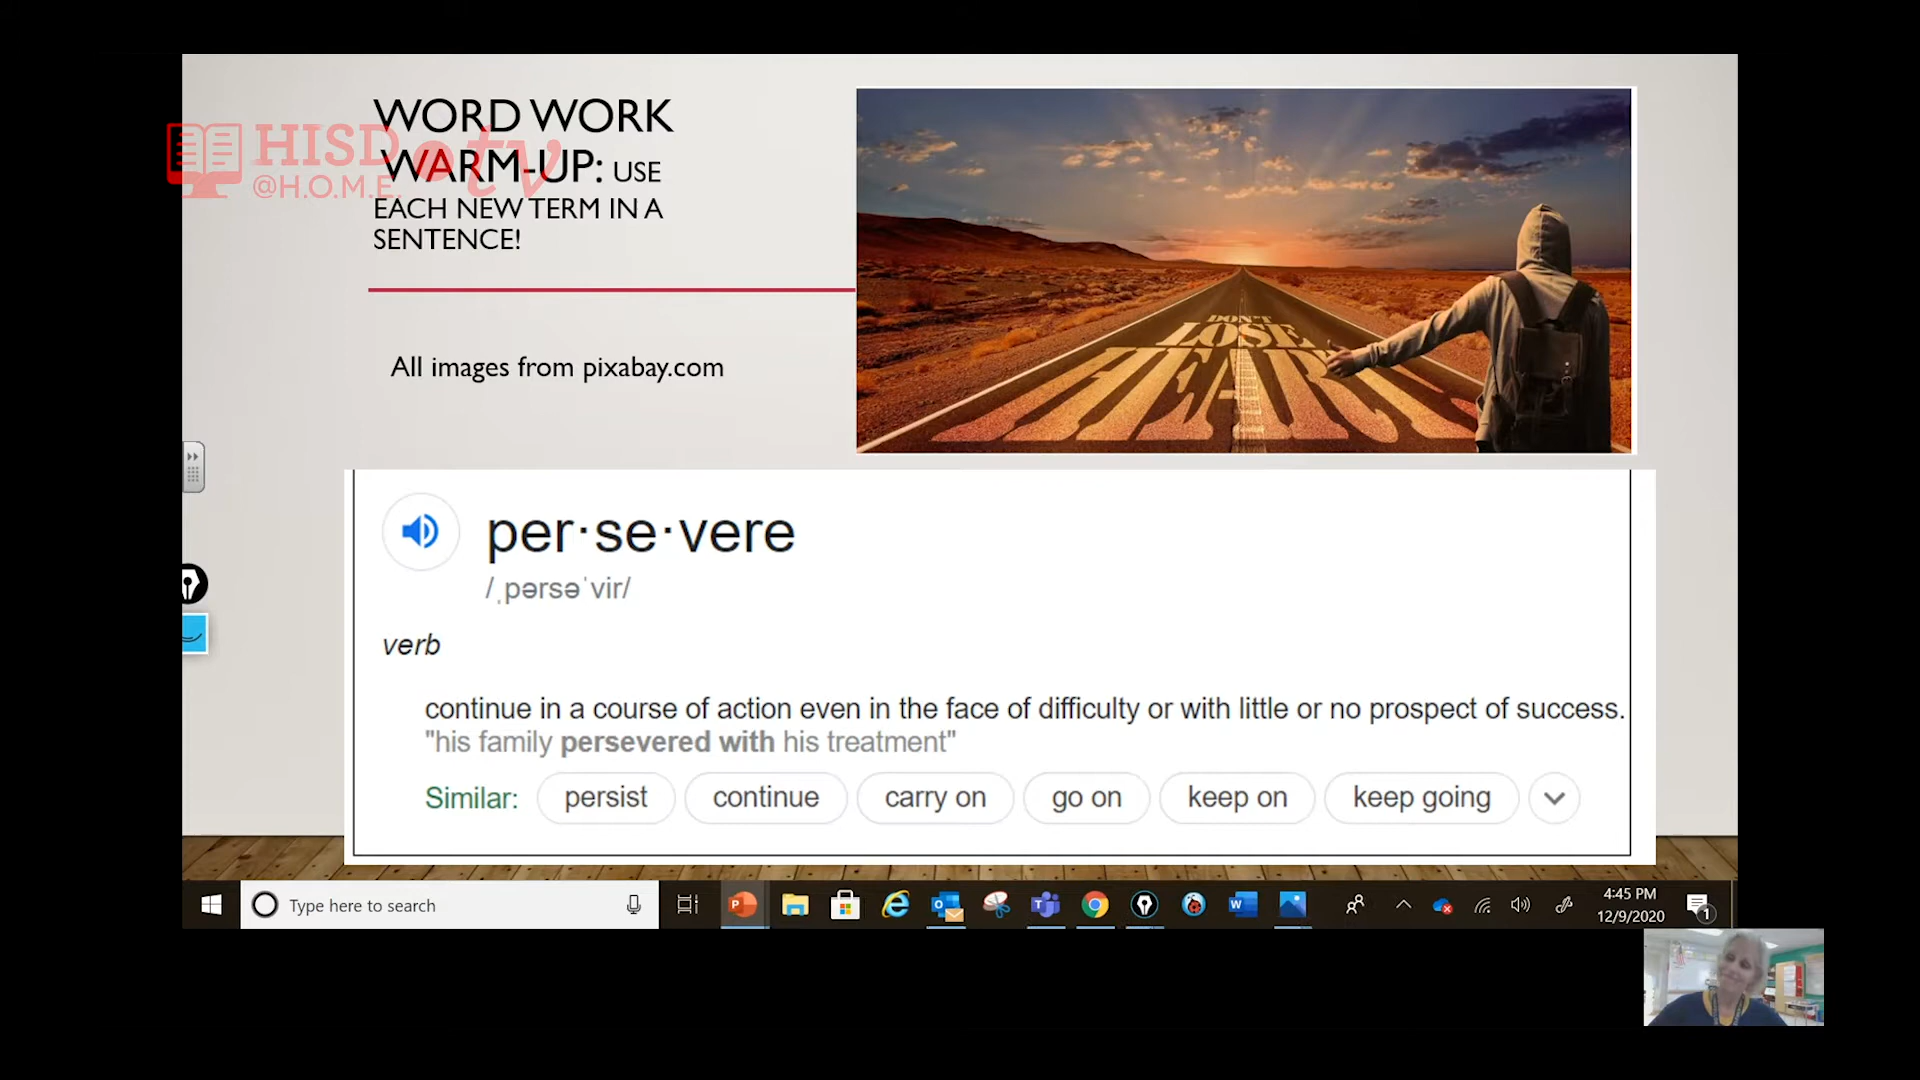 WORD WORK
WARM-UP: USE
EACH NEW TERM IN A
SENTENCE!
HISD
@H.O.M.E.
tv
All images from pixabay.com
DON'T
LOSE
HEART
per·se·vere
/ˌpərsəˈvir/
verb
continue in a course of action even in the face of difficulty or with little or no prospect of success.
"his family persevered with his treatment"
Similar: persist continue carry on go on keep on keep going
Type here to search
4:45 PM
12/9/2020
1